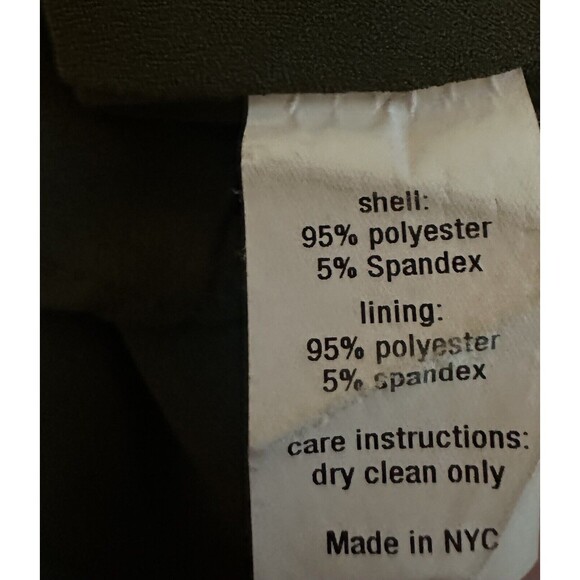 shell:
95% polyester
5% Spandex
lining:
95% polyester
5% spandex
care instructions:
dry clean only
Made in NYC